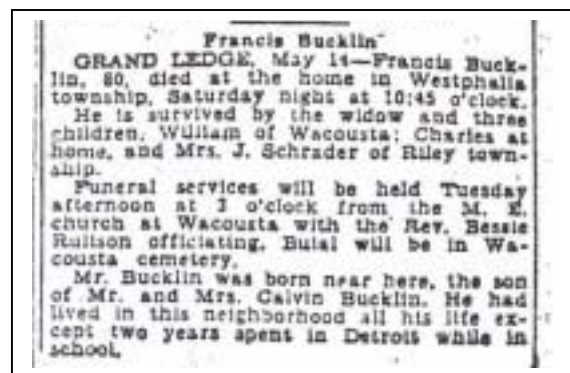 Francis Bucklin
GRAND LEDGE, May 14—Francis Buck-
lin, 80, died at the home in Westphalia
township, Saturday night at 10:45 o'clock.
He is survived by the widow and three
children, William of Wacousta; Charles at
home, and Mrs. J. Schrader of Riley town-
ship.
Funeral services will be held Tuesday
afternoon at o'clock from the M. E.
church at Wacousta with the Rev. Bessie
officiating. Buial will be in Wa-
cousta cemetery.
Mr. Bucklin was born near here, the son
of Mr. and Mrs. Calvin Bucklin. He had
lived in this neighborhood all his life ex-
cept two years spent in Detroit while in
school.